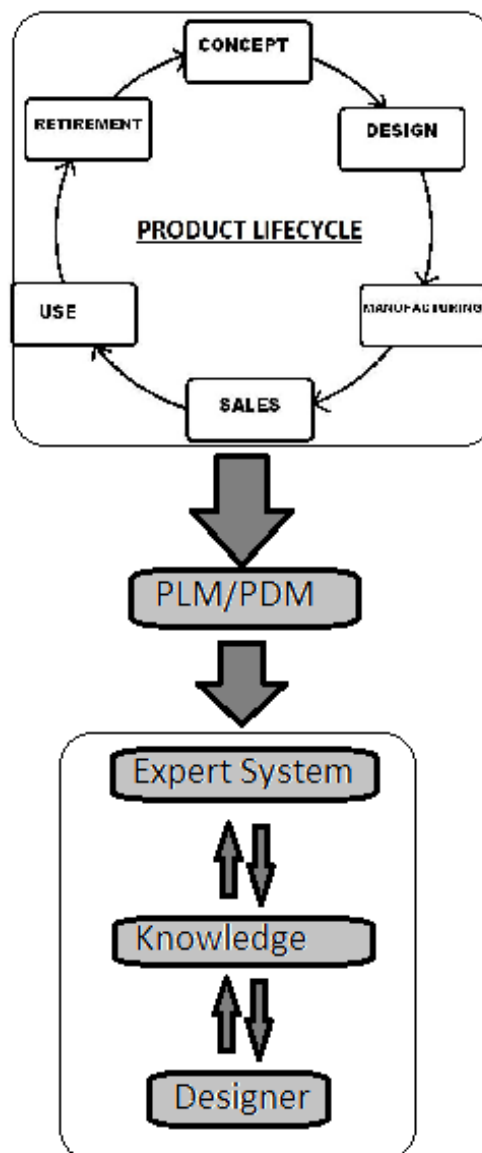 CONCEPT
RETIREMENT
DESIGN
PRODUCT LIFECYCLE
USE
MANUFACTURING
SALES
PLM/PDM
Expert System
Knowledge
Designer